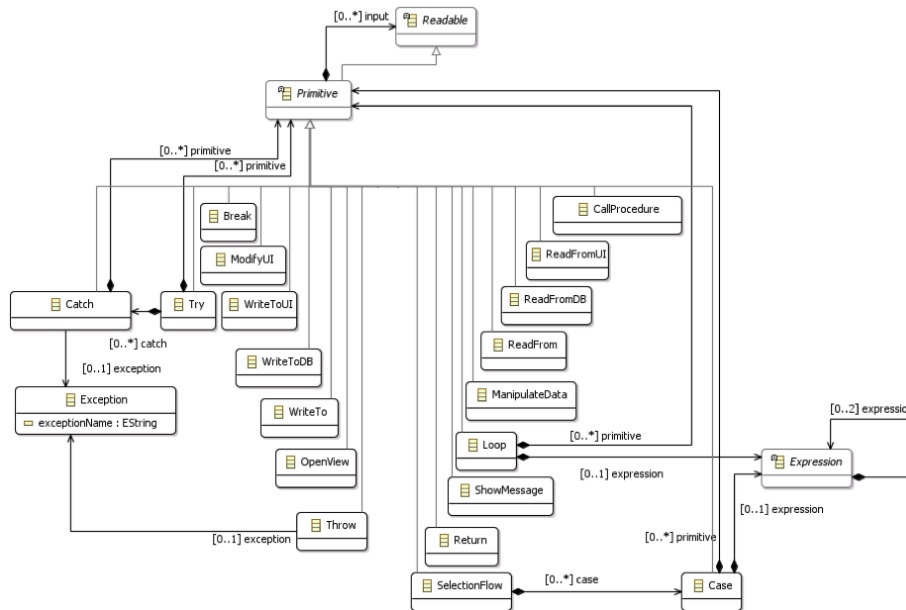 [0..*] input
Readable
Primitive
[0..*] primitive
[0..*] primitive
Break
CallProcedure
ModifyUI
ReadFromUI
Catch
Try
WriteToUI
ReadFromDB
[0..*] catch
ReadFrom
WriteToDB
[0..1] exception
Exception
exceptionName : EString
ManipulateData
WriteTo
[0..2] expression
[0..*] primitive
Loop
OpenView
Expression
[0..1] expression
ShowMessage
[0..1] expression
Throw
[0..1] exception
Return
[0..*] primitive
SelectionFlow
[0..*] case
Case